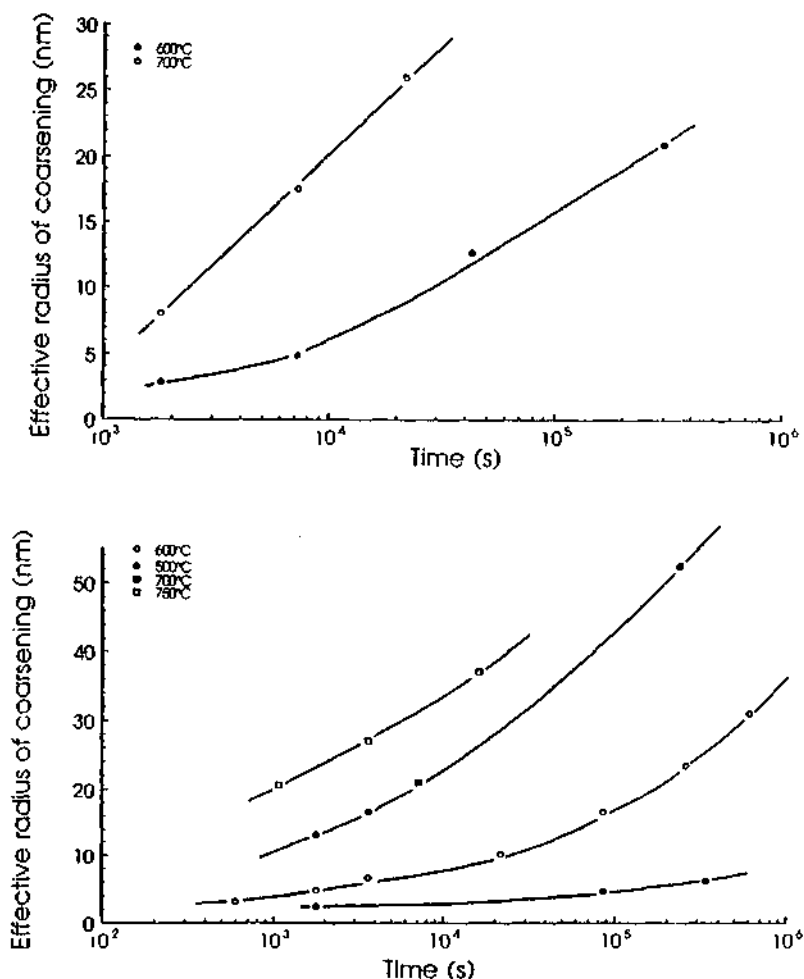 Effective radius of coarsening (nm)
30
25
20
15
10
5
0
600°C
700°C
10³
10⁴
10⁵
10⁶
Time (s)
Effective radius of coarsening (nm)
50
40
30
20
10
0
600°C
500°C
700°C
750°C
10²
10³
10⁴
10⁵
10⁶
Time (s)